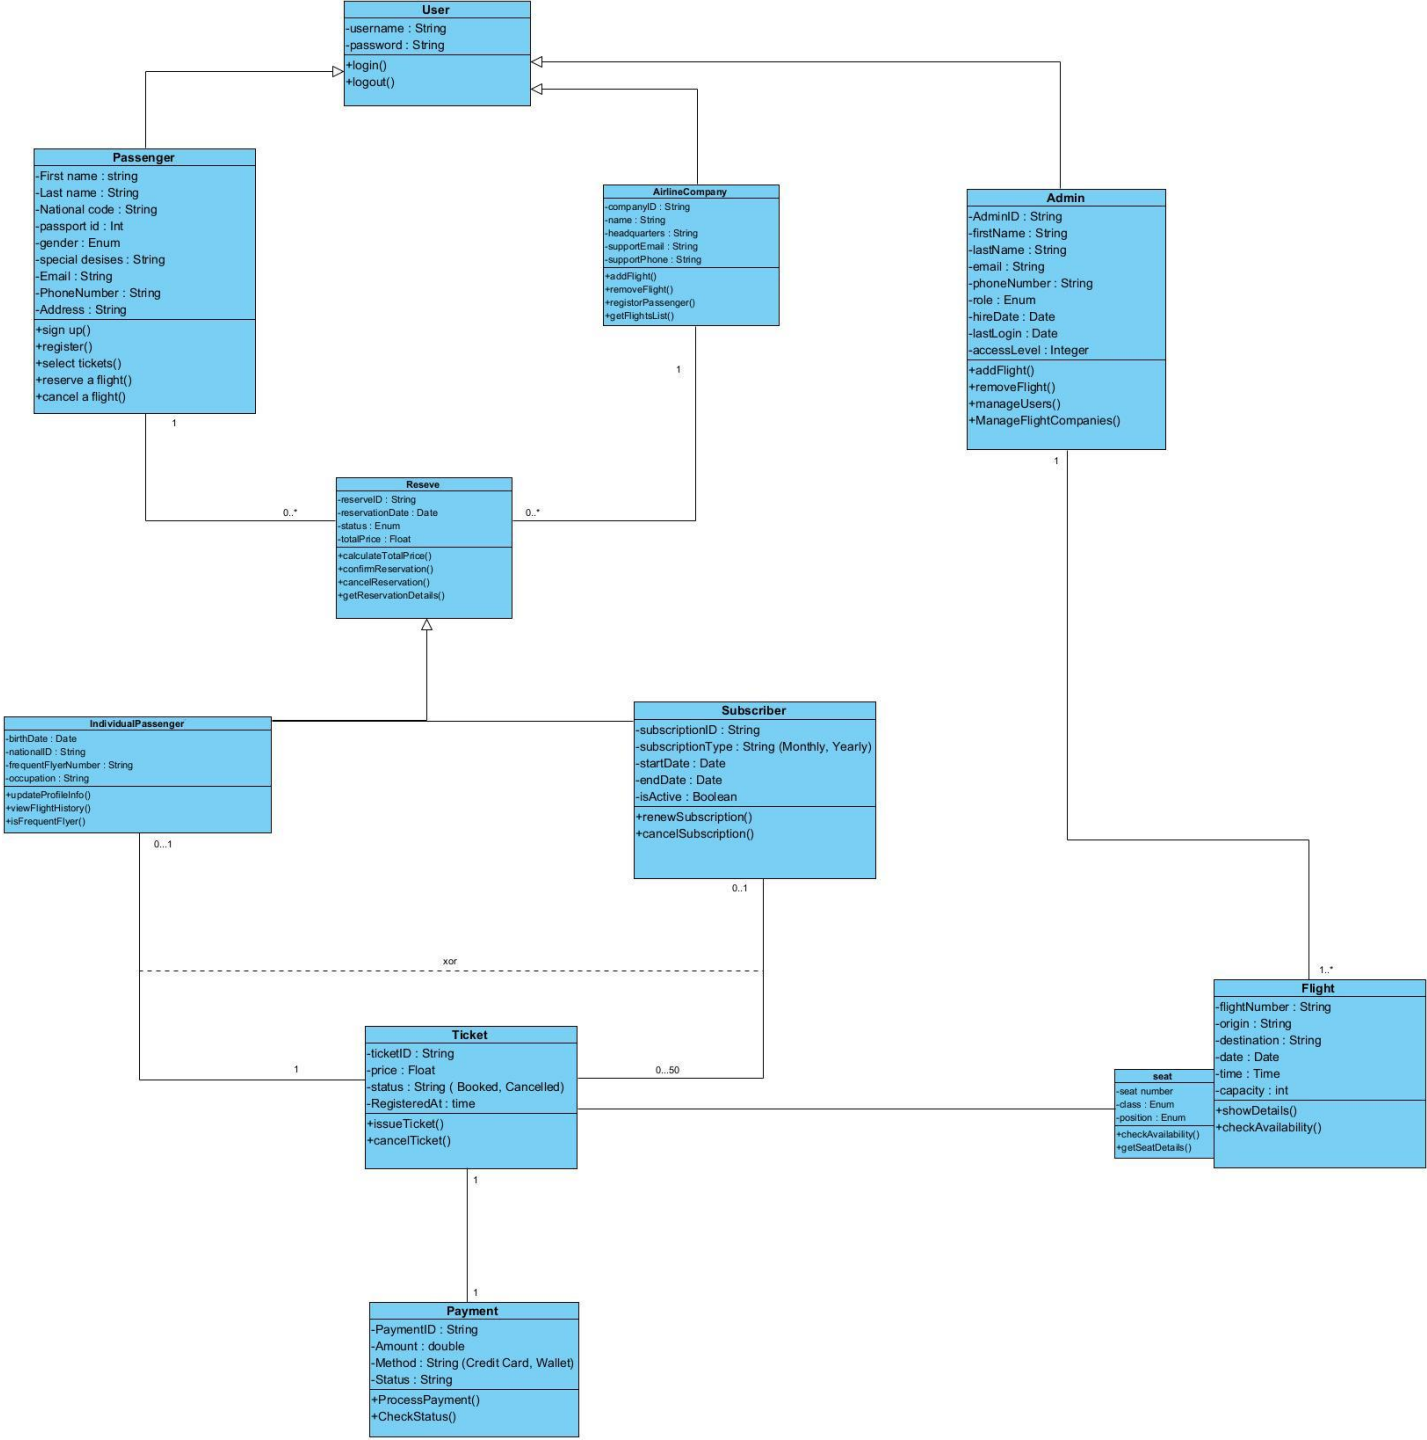 User
-username : String
-password : String
+login()
+logout()
Passenger
-First name : string
-Last name : String
-National code : String
-passport id : Int
-gender : Enum
-special desises : String
-Email : String
-PhoneNumber : String
-Address : String
+sign up()
+register()
+select tickets()
+reserve a flight()
+cancel a flight()
1
AirlineCompany
-companyID : String
-name : String
-headquarters : String
-supportEmail : String
-supportPhone : String
+addFlight()
+removeFlight()
+registorPassenger()
+getFlightsList()
1
Admin
-AdminID : String
-firstName : String
-lastName : String
-email : String
-phoneNumber : String
-role : Enum
-hireDate : Date
-lastLogin : Date
-accessLevel : Integer
+addFlight()
+removeFlight()
+manageUsers()
+ManageFlightCompanies()
1
0..*
Reseve
-reserveID : String
-reservationDate : Date
-status : Enum
-totalPrice : Float
+calculateTotalPrice()
+confirmReservation()
+cancelReservation()
+getReservationDetails()
0..*
IndividualPassenger
-birthDate : Date
-nationalID : String
-frequentFlyerNumber : String
-occupation : String
+updateProfileInfo()
+viewFlightHistory()
+isFrequentFlyer()
0...1
Subscriber
-subscriptionID : String
-subscriptionType : String (Monthly, Yearly)
-startDate : Date
-endDate : Date
-isActive : Boolean
+renewSubscription()
+cancelSubscription()
0..1
xor
1
Ticket
-ticketID : String
-price : Float
-status : String ( Booked, Cancelled)
-RegisteredAt : time
+issueTicket()
+cancelTicket()
0...50
1
seat
-seat number
-class : Enum
-position : Enum
+checkAvailability()
+getSeatDetails()
1..*
Flight
-flightNumber : String
-origin : String
-destination : String
-date : Date
-time : Time
-capacity : int
+showDetails()
+checkAvailability()
1
Payment
-PaymentID : String
-Amount : double
-Method : String (Credit Card, Wallet)
-Status : String
+ProcessPayment()
+CheckStatus()